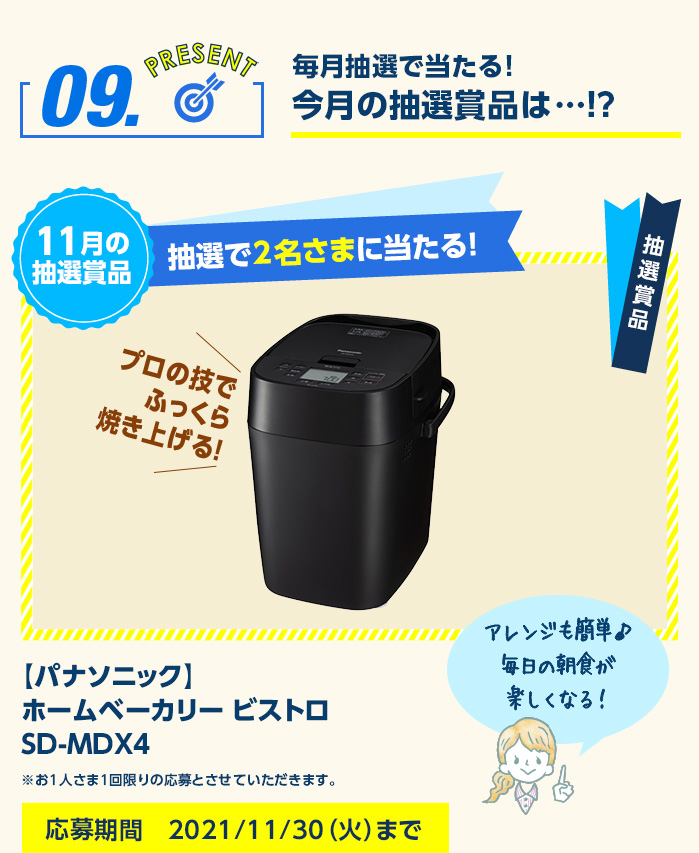 09.
PRESENT
毎月抽選で当たる!
今月の抽選賞品は…!?
11月の
抽選賞品
抽選で2名さまに当たる!
抽選賞品
プロの技で
ふっくら
焼き上げる!
Panasonic
【パナソニック】
ホームベーカリー ビストロ
SD-MDX4
※お1人さま1回限りの応募とさせていただきます。
アレンジも簡単♪
毎日の朝食が
楽しくなる!
応募期間 2021/11/30(火)まで